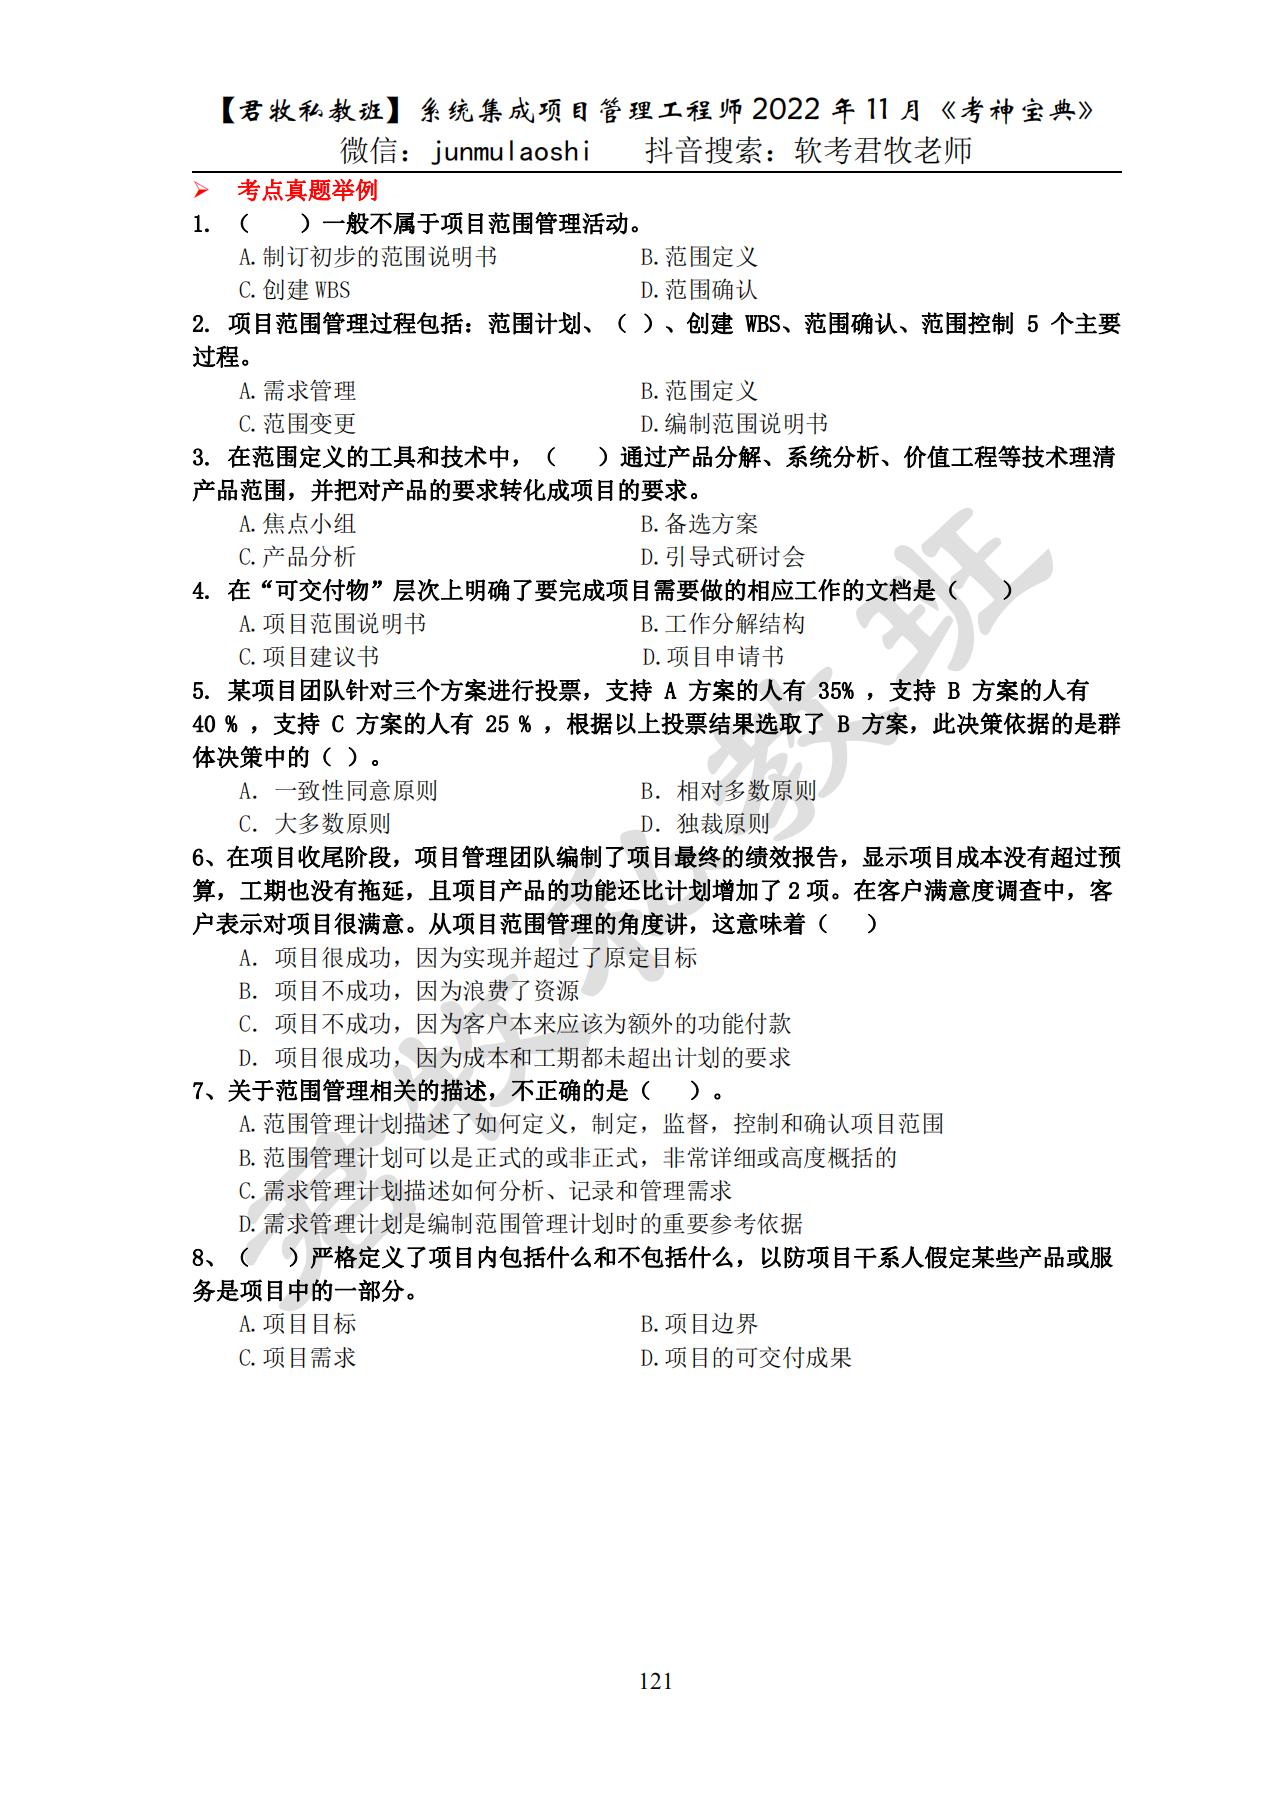 【君牧私教班】系统集成项目管理工程师 2022 年 11 月《考神宝典》
微信：junmulaoshi 抖音搜索：软考君牧老师
➢ 考点真题举例
1. （ ）一般不属于项目范围管理活动。
A.制订初步的范围说明书 B.范围定义
C.创建 WBS D.范围确认
2. 项目范围管理过程包括：范围计划、（ ）、创建 WBS、范围确认、范围控制 5 个主要
过程。
A.需求管理 B.范围定义
C.范围变更 D.编制范围说明书
3. 在范围定义的工具和技术中，（ ）通过产品分解、系统分析、价值工程等技术理清
产品范围，并把对产品的要求转化成项目的要求。
A.焦点小组 B.备选方案
C.产品分析 D.引导式研讨会
4. 在“可交付物”层次上明确了要完成项目需要做的相应工作的文档是（ ）
A.项目范围说明书 B.工作分解结构
C.项目建议书 D.项目申请书
5. 某项目团队针对三个方案进行投票，支持 A 方案的人有 35% ，支持 B 方案的人有
40 % ，支持 C 方案的人有 25 % ，根据以上投票结果选取了 B 方案，此决策依据的是群
体决策中的（ ）。
A. 一致性同意原则 B. 相对多数原则
C. 大多数原则 D. 独裁原则
6、在项目收尾阶段，项目管理团队编制了项目最终的绩效报告，显示项目成本没有超过预
算，工期也没有拖延，且项目产品的功能还比计划增加了 2 项。在客户满意度调查中，客
户表示对项目很满意。从项目范围管理的角度讲，这意味着（ ）
A. 项目很成功，因为实现并超过了原定目标
B. 项目不成功，因为浪费了资源
C. 项目不成功，因为客户本来应该为额外的功能付款
D. 项目很成功，因为成本和工期都未超出计划的要求
7、关于范围管理相关的描述，不正确的是（ ）。
A.范围管理计划描述了如何定义，制定，监督，控制和确认项目范围
B.范围管理计划可以是正式的或非正式，非常详细或高度概括的
C.需求管理计划描述如何分析、记录和管理需求
D.需求管理计划是编制范围管理计划时的重要参考依据
8、（ ）严格定义了项目内包括什么和不包括什么，以防项目干系人假定某些产品或服
务是项目中的一部分。
A.项目目标 B.项目边界
C.项目需求 D.项目的可交付成果
君牧私教班
121